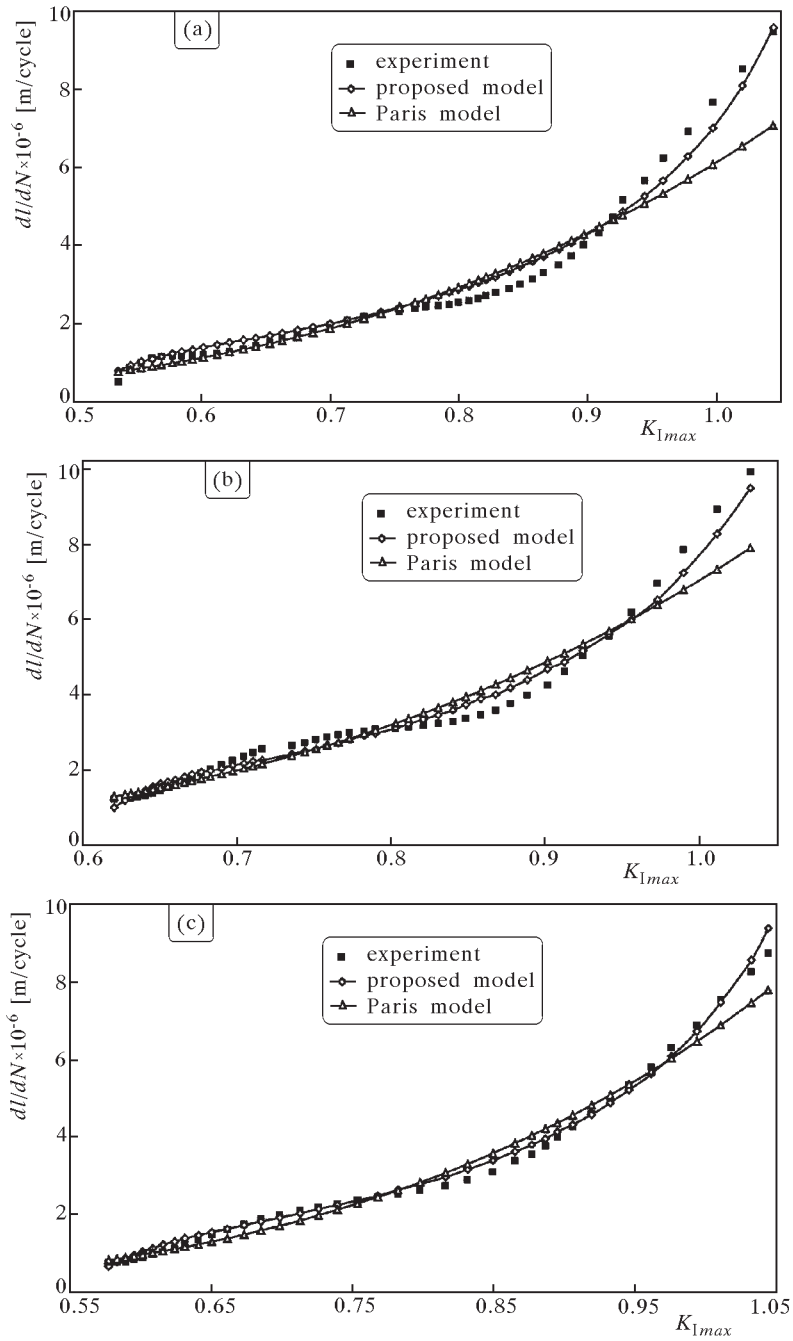 (a)
experiment
proposed model
Paris model
dl/dN×10⁻⁶ [m/cycle]
10
8
6
4
2
0
0.5 0.6 0.7 0.8 0.9 1.0
K_Imax
(b)
experiment
proposed model
Paris model
dl/dN×10⁻⁶ [m/cycle]
10
8
6
4
2
0
0.6 0.7 0.8 0.9 1.0
K_Imax
(c)
experiment
proposed model
Paris model
dl/dN×10⁻⁶ [m/cycle]
10
8
6
4
2
0
0.55 0.65 0.75 0.85 0.95 1.05
K_Imax